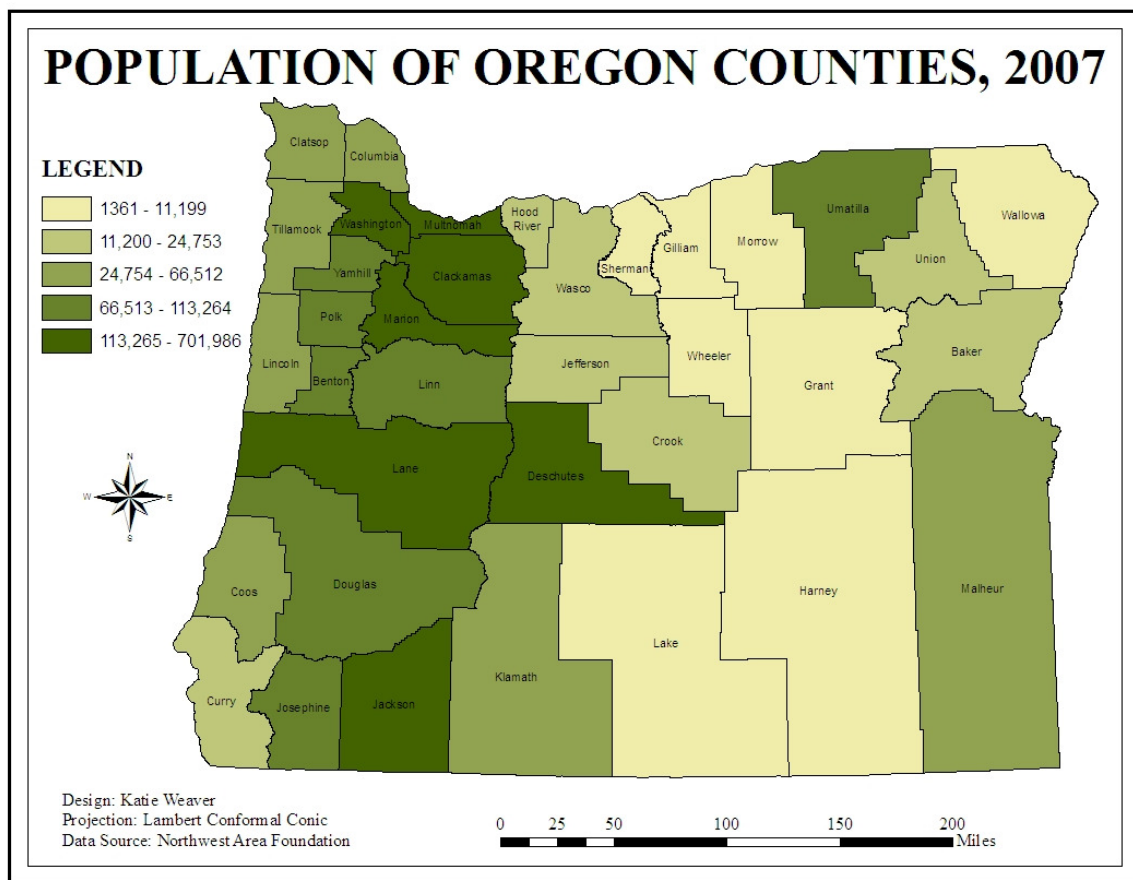 POPULATION OF OREGON COUNTIES, 2007
LEGEND
1361 - 11,199
11,200 - 24,753
24,754 - 66,512
66,513 - 113,264
113,265 - 701,986
Clatsop
Columbia
Tillamook
Washington
Multnomah
Hood
River
Yamhill
Clackamas
Wasco
Sherman
Gilliam
Morrow
Umatilla
Union
Wallowa
Polk
Marion
Lincoln
Benton
Linn
Jefferson
Wheeler
Grant
Baker
Lane
Deschutes
Crook
Coos
Douglas
Lake
Harney
Malheur
Curry
Josephine
Jackson
Klamath
N
W
E
S
Design: Katie Weaver
Projection: Lambert Conformal Conic
Data Source: Northwest Area Foundation
0 25 50 100 150 200
Miles